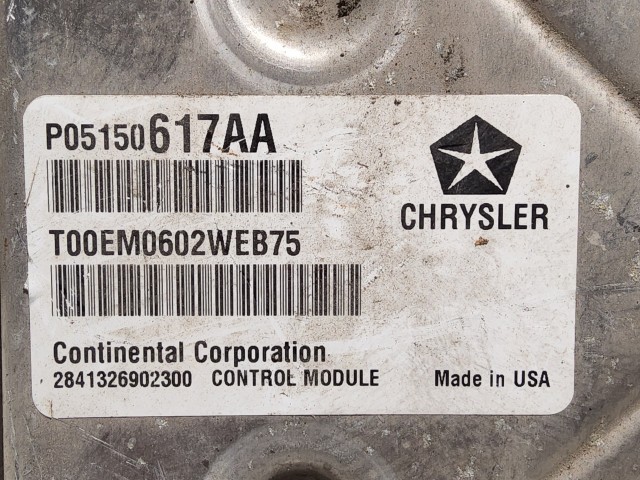 P05150617AA
T00EM0602WEB75
CHRYSLER
Continental Corporation
2841326902300 CONTROL MODULE Made in USA